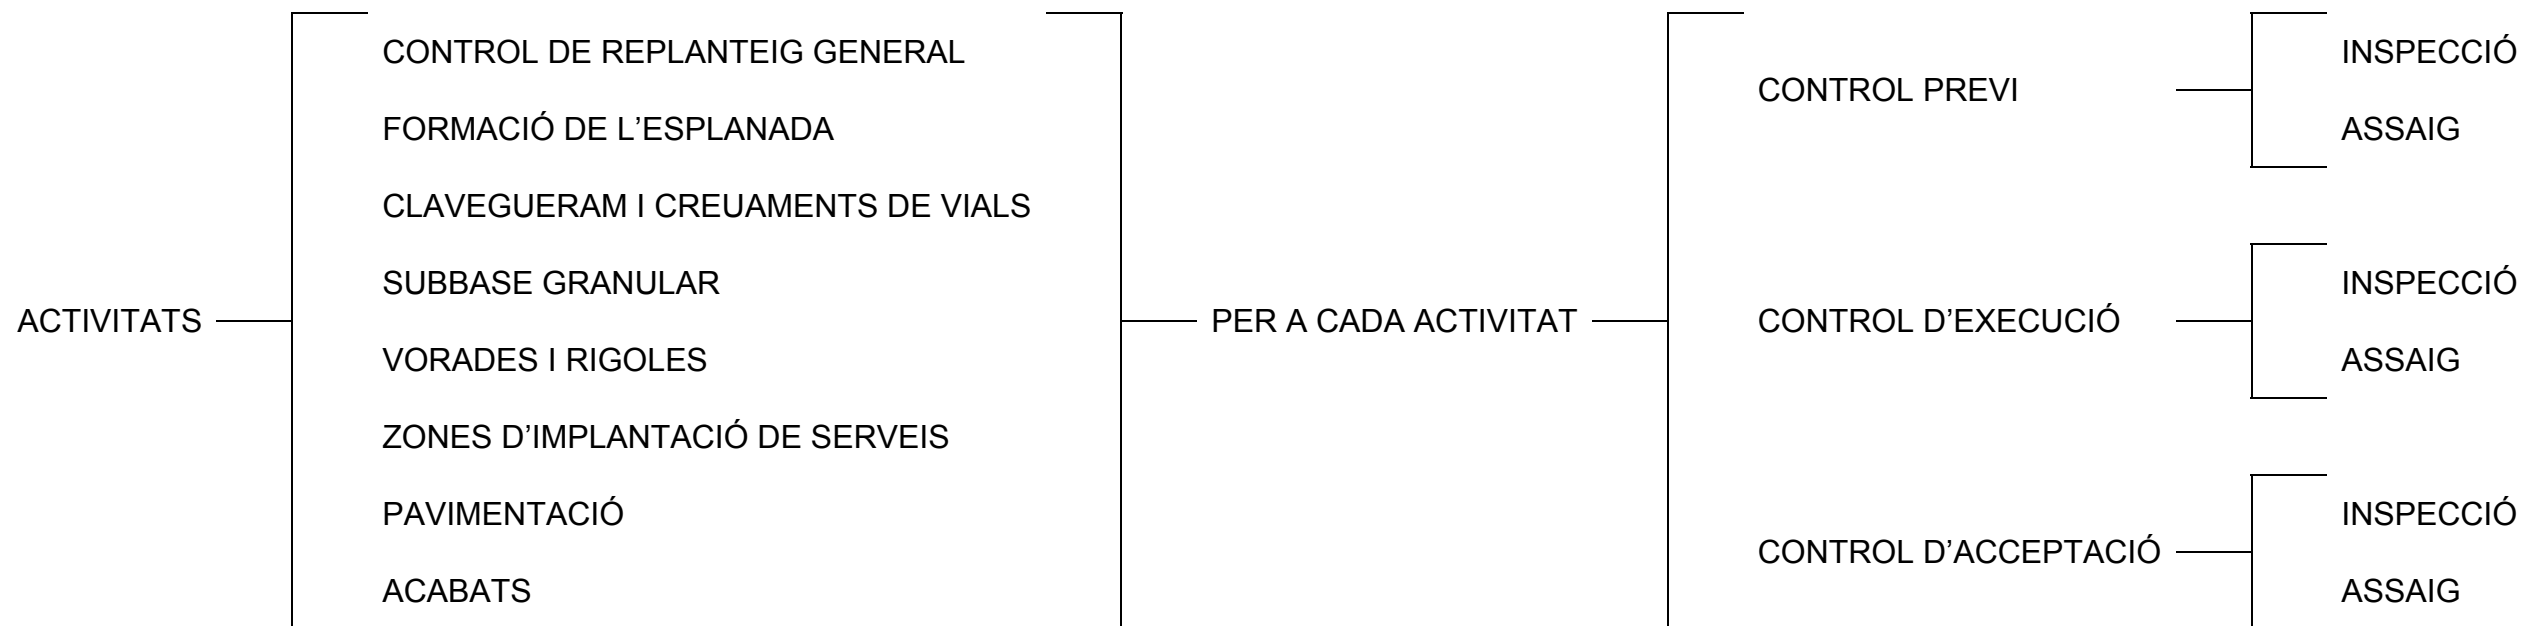 ACTIVITATS
CONTROL DE REPLANTEIG GENERAL
FORMACIÓ DE L’ESPLANADA
CLAVEGUERAM I CREUAMENTS DE VIALS
SUBBASE GRANULAR
VORADES I RIGOLES
ZONES D’IMPLANTACIÓ DE SERVEIS
PAVIMENTACIÓ
ACABATS
PER A CADA ACTIVITAT
CONTROL PREVI
INSPECCIÓ
ASSAIG
CONTROL D’EXECUCIÓ
INSPECCIÓ
ASSAIG
CONTROL D’ACCEPTACIÓ
INSPECCIÓ
ASSAIG